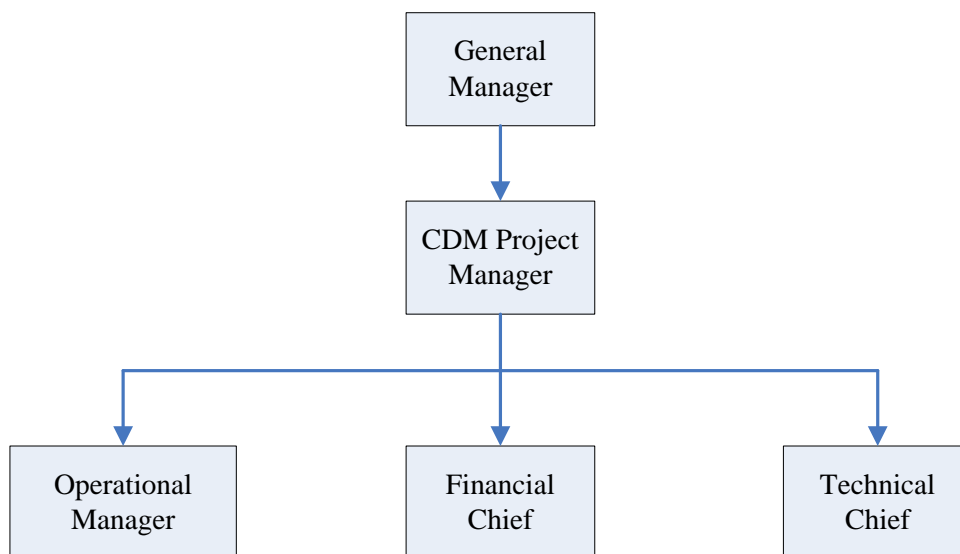 General
Manager
CDM Project
Manager
Operational
Manager
Financial
Chief
Technical
Chief